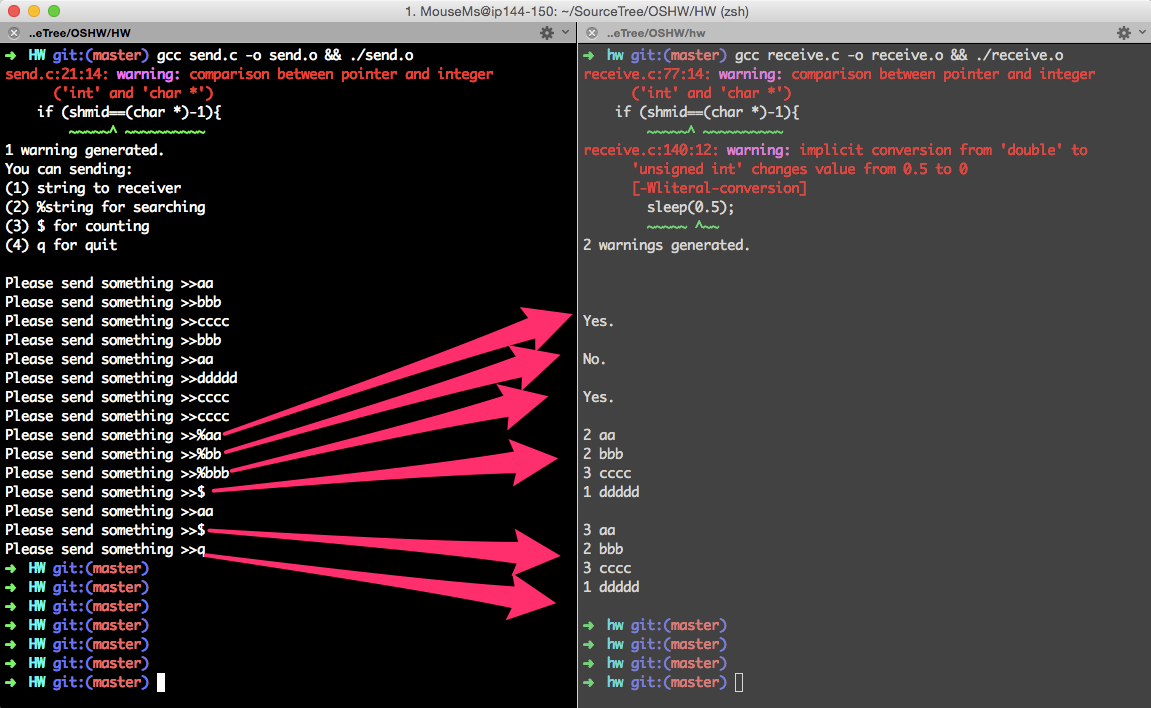 1. MouseMs@ip144-150: ~/SourceTree/OSHW/HW (zsh)
..eTree/OSHW/HW
➜  HW git:(master) gcc send.c -o send.o && ./send.o
send.c:21:14: warning: comparison between pointer and integer
      ('int' and 'char *')
    if (shmid==(char *)-1){
        ~~~~~^ ~~~~~~~~~~
1 warning generated.
You can sending:
(1) string to receiver
(2) %string for searching
(3) $ for counting
(4) q for quit

Please send something >>aa
Please send something >>bbb
Please send something >>cccc
Please send something >>bbb
Please send something >>aa
Please send something >>ddddd
Please send something >>cccc
Please send something >>cccc
Please send something >>%aa
Please send something >>%bb
Please send something >>%bbb
Please send something >>$
Please send something >>aa
Please send something >>$
Please send something >>q
➜  HW git:(master)
➜  HW git:(master)
➜  HW git:(master)
➜  HW git:(master)
➜  HW git:(master)
➜  HW git:(master)
➜  HW git:(master)
..eTree/OSHW/hw
➜  hw git:(master) gcc receive.c -o receive.o && ./receive.o
receive.c:77:14: warning: comparison between pointer and integer
      ('int' and 'char *')
    if (shmid==(char *)-1){
        ~~~~~^ ~~~~~~~~~~
receive.c:140:12: warning: implicit conversion from 'double' to
      'unsigned int' changes value from 0.5 to 0
      [-Wliteral-conversion]
        sleep(0.5);
        ~~~~~ ^~~
2 warnings generated.

Yes.

No.

Yes.

2 aa
2 bbb
3 cccc
1 ddddd

3 aa
2 bbb
3 cccc
1 ddddd

➜  hw git:(master)
➜  hw git:(master)
➜  hw git:(master)
➜  hw git:(master)